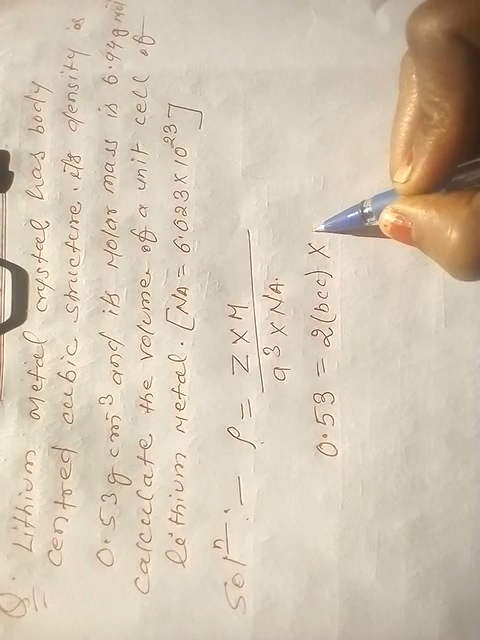 Q. Lithium metal crystal has body
centred cubic structure. its density is
0.53 g cm⁻³ and its molar mass is 6.94 g mol
calculate the volume of a unit cell of
lithium metal. [NA = 6.023 × 10²³]
Solⁿ :– ρ = Z × M / a³ × NA.
0.53 = 2(bcc) ×